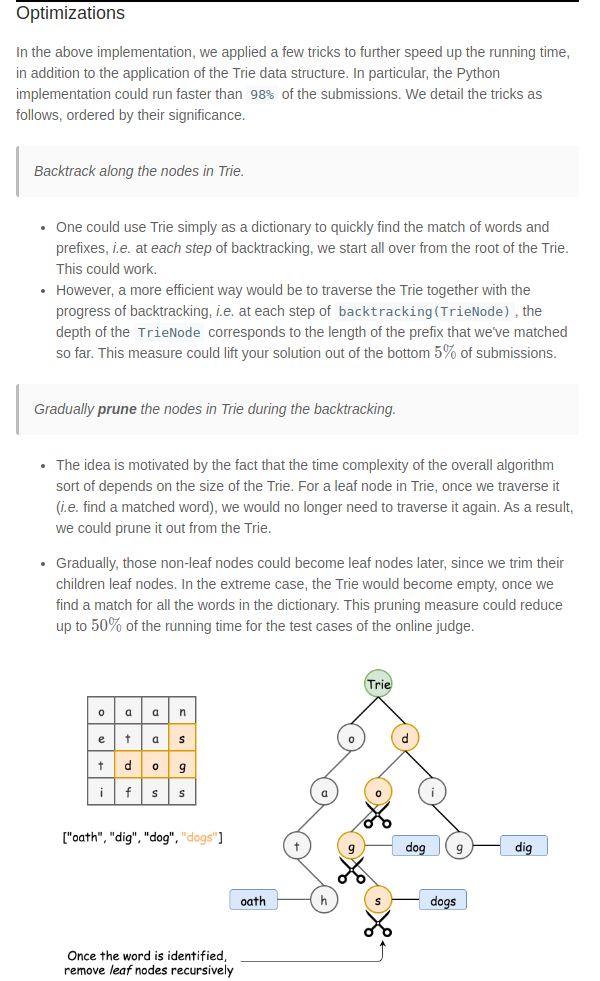 Optimizations
In the above implementation, we applied a few tricks to further speed up the running time,
in addition to the application of the Trie data structure. In particular, the Python
implementation could run faster than 98% of the submissions. We detail the tricks as
follows, ordered by their significance.
Backtrack along the nodes in Trie.
• One could use Trie simply as a dictionary to quickly find the match of words and
prefixes, i.e. at each step of backtracking, we start all over from the root of the Trie.
This could work.
• However, a more efficient way would be to traverse the Trie together with the
progress of backtracking, i.e. at each step of backtracking(TrieNode) , the
depth of the TrieNode corresponds to the length of the prefix that we've matched
so far. This measure could lift your solution out of the bottom 5% of submissions.
Gradually prune the nodes in Trie during the backtracking.
• The idea is motivated by the fact that the time complexity of the overall algorithm
sort of depends on the size of the Trie. For a leaf node in Trie, once we traverse it
(i.e. find a matched word), we would no longer need to traverse it again. As a result,
we could prune it out from the Trie.
• Gradually, those non-leaf nodes could become leaf nodes later, since we trim their
children leaf nodes. In the extreme case, the Trie would become empty, once we
find a match for all the words in the dictionary. This pruning measure could reduce
up to 50% of the running time for the test cases of the online judge.
o a a n
e t a s
t d o g
i f s s
["oath", "dig", "dog", "dogs"]
Trie
o d
a o i
t g dog g dig
oath h s dogs
Once the word is identified,
remove leaf nodes recursively